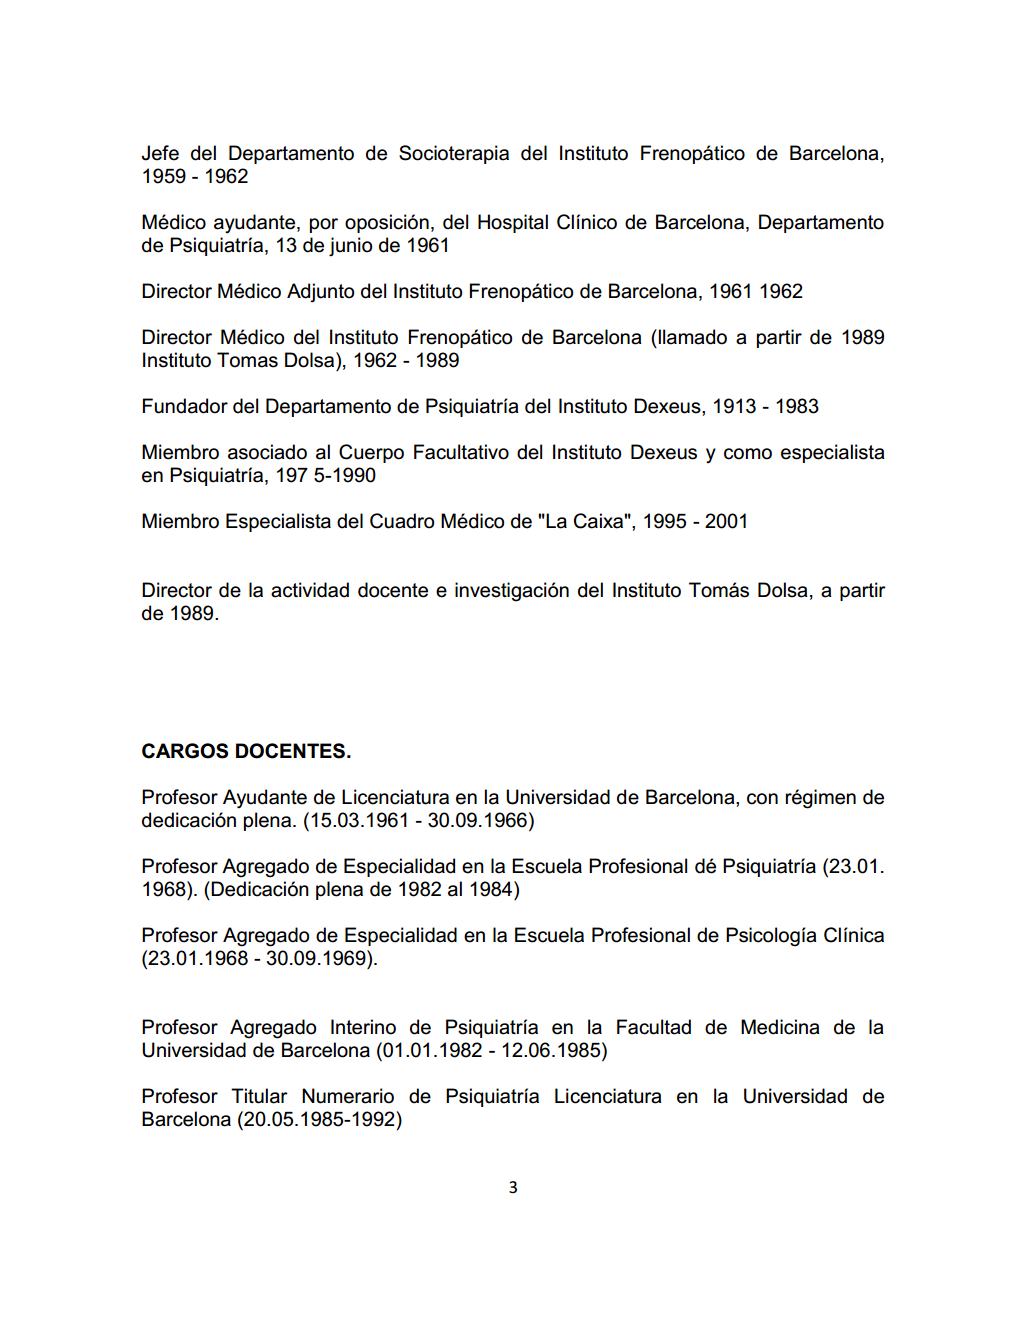 Jefe del Departamento de Socioterapia del Instituto Frenopático de Barcelona,
1959 - 1962
Médico ayudante, por oposición, del Hospital Clínico de Barcelona, Departamento
de Psiquiatría, 13 de junio de 1961
Director Médico Adjunto del Instituto Frenopático de Barcelona, 1961 1962
Director Médico del Instituto Frenopático de Barcelona (llamado a partir de 1989
Instituto Tomas Dolsa), 1962 - 1989
Fundador del Departamento de Psiquiatría del Instituto Dexeus, 1913 - 1983
Miembro asociado al Cuerpo Facultativo del Instituto Dexeus y como especialista
en Psiquiatría, 197 5-1990
Miembro Especialista del Cuadro Médico de "La Caixa", 1995 - 2001
Director de la actividad docente e investigación del Instituto Tomás Dolsa, a partir
de 1989.
CARGOS DOCENTES.
Profesor Ayudante de Licenciatura en la Universidad de Barcelona, con régimen de
dedicación plena. (15.03.1961 - 30.09.1966)
Profesor Agregado de Especialidad en la Escuela Profesional dé Psiquiatría (23.01.
1968). (Dedicación plena de 1982 al 1984)
Profesor Agregado de Especialidad en la Escuela Profesional de Psicología Clínica
(23.01.1968 - 30.09.1969).
Profesor Agregado Interino de Psiquiatría en la Facultad de Medicina de la
Universidad de Barcelona (01.01.1982 - 12.06.1985)
Profesor Titular Numerario de Psiquiatría Licenciatura en la Universidad de
Barcelona (20.05.1985-1992)
3